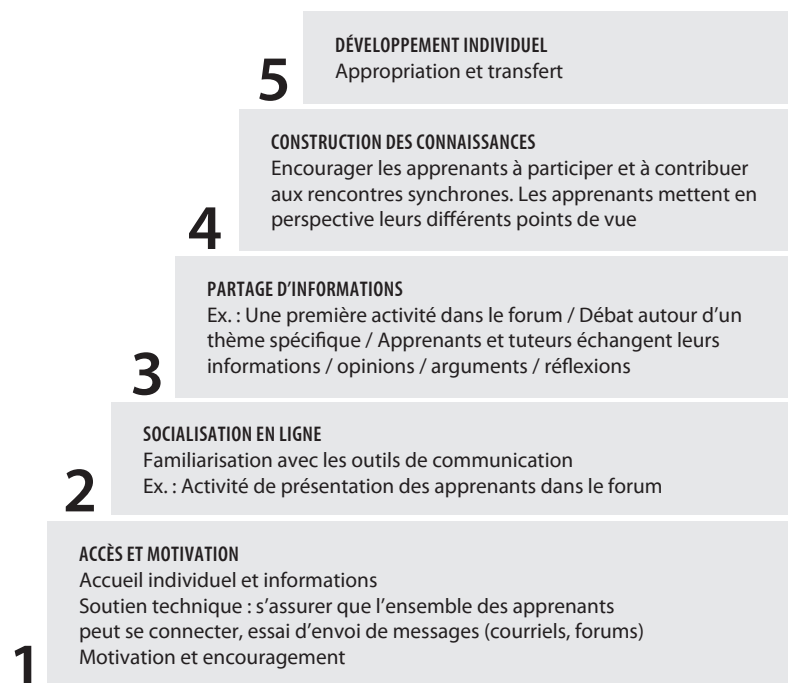 5
DÉVELOPPEMENT INDIVIDUEL
Appropriation et transfert
4
CONSTRUCTION DES CONNAISSANCES
Encourager les apprenants à participer et à contribuer
aux rencontres synchrones. Les apprenants mettent en
perspective leurs différents points de vue
3
PARTAGE D'INFORMATIONS
Ex. : Une première activité dans le forum / Débat autour d'un
thème spécifique / Apprenants et tuteurs échangent leurs
informations / opinions / arguments / réflexions
2
SOCIALISATION EN LIGNE
Familiarisation avec les outils de communication
Ex. : Activité de présentation des apprenants dans le forum
1
ACCÈS ET MOTIVATION
Accueil individuel et informations
Soutien technique : s'assurer que l'ensemble des apprenants
peut se connecter, essai d'envoi de messages (courriels, forums)
Motivation et encouragement